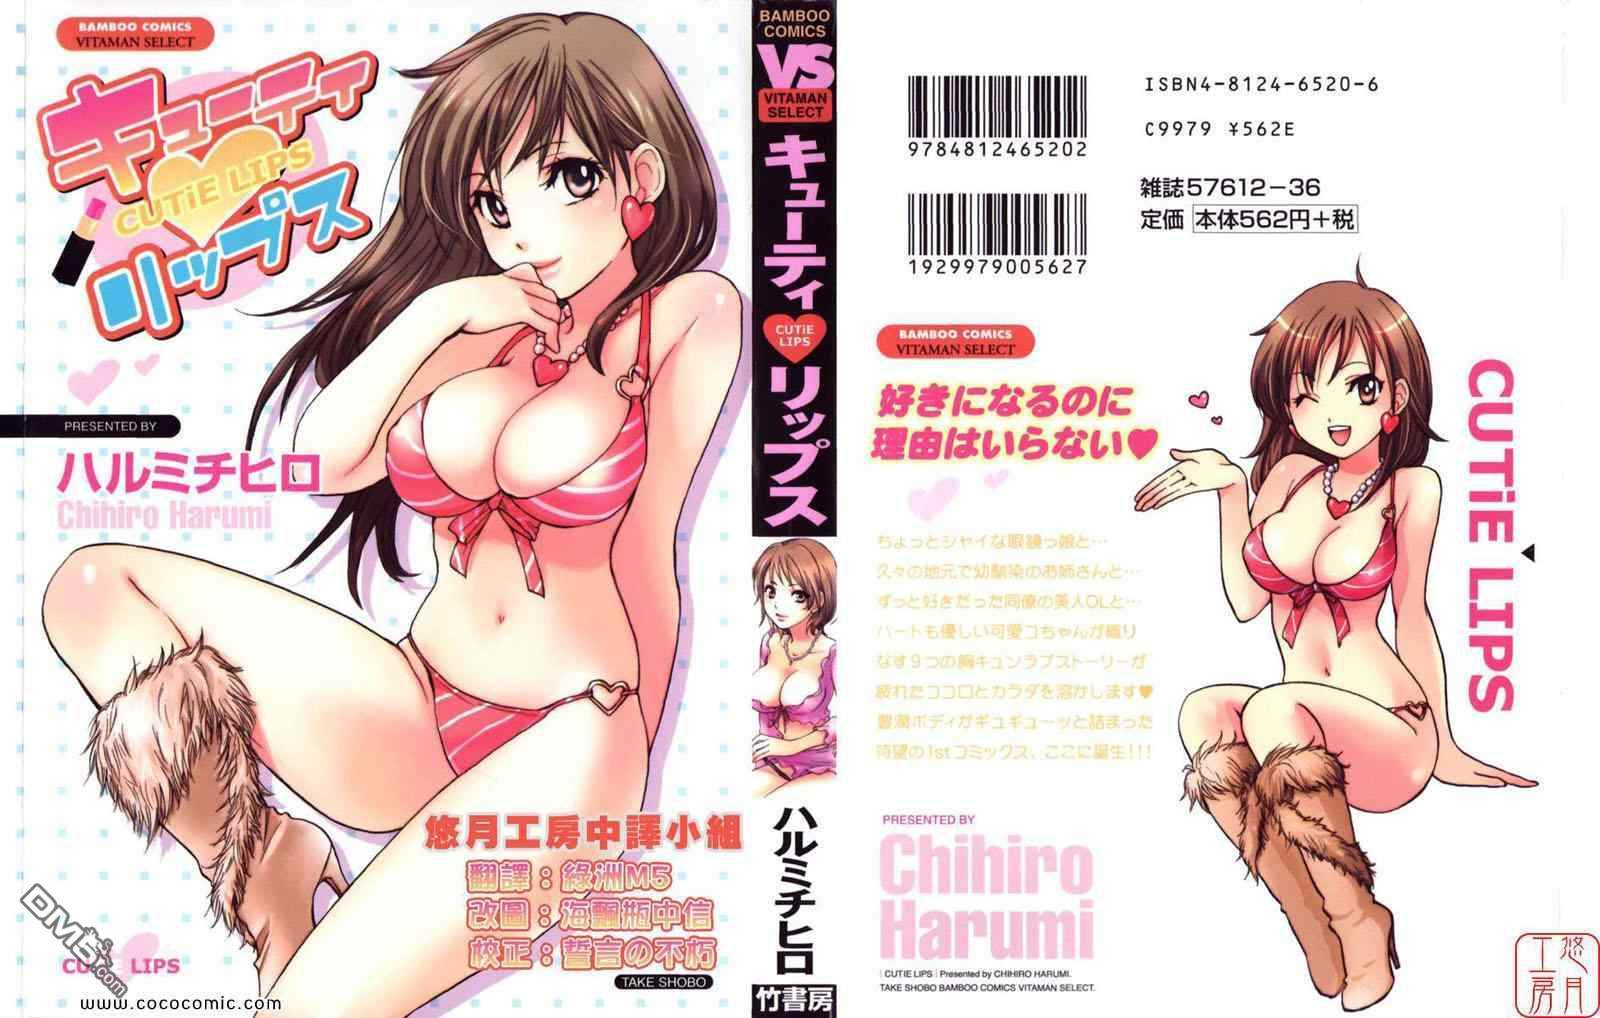 BAMBOO COMICS
VITAMAN SELECT
キューティ
CUTiE LIPS
リップス
PRESENTED BY
ハルミチヒロ
Chihiro Harumi
悠月工房中譯小組
翻譯：綠洲M5
改圖：海飄瓶中信
校正：誓言の不朽
TAKE SHOBO
DM5
CUTiE LIPS
www.cococomic.com
BAMBOO
COMICS
VS
VITAMAN
SELECT
キューティ
CUTiE
LIPS
リップス
ハルミチヒロ
竹書房
9784812465202
1929979005627
ISBN4-8124-6520-6
C9979 ¥562E
雑誌57612-36
定価 本体562円+税
BAMBOO COMICS
VITAMAN SELECT
好きになるのに
理由はいらない♥
ちょっとシャイな眼鏡っ娘と…
久々の地元で幼馴染のお姉さんと…
ずっと好きだった同僚の美人OLと…
ハートも優しい可愛コちゃんが織り
なす9つの胸キュンラブストーリーが
疲れたココロとカラダを溶かします♥
豊満ボディがギュギューッと詰まった
待望の1stコミックス、ここに誕生!!!
PRESENTED BY
Chihiro
Harumi
| CUTIE LIPS | Presented by CHIHIRO HARUMI.
TAKE SHOBO BAMBOO COMICS VITAMAN SELECT.
CUTiE LIPS
悠月
工房